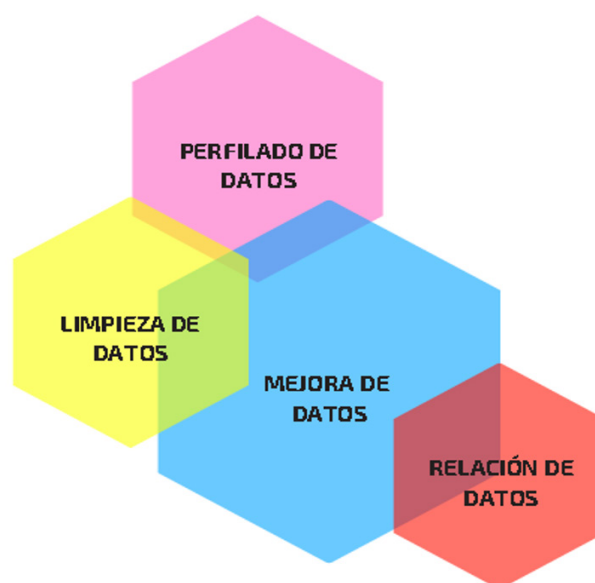 PERFILADO DE
DATOS
LIMPIEZA DE
DATOS
MEJORA DE
DATOS
RELACIÓN DE
DATOS